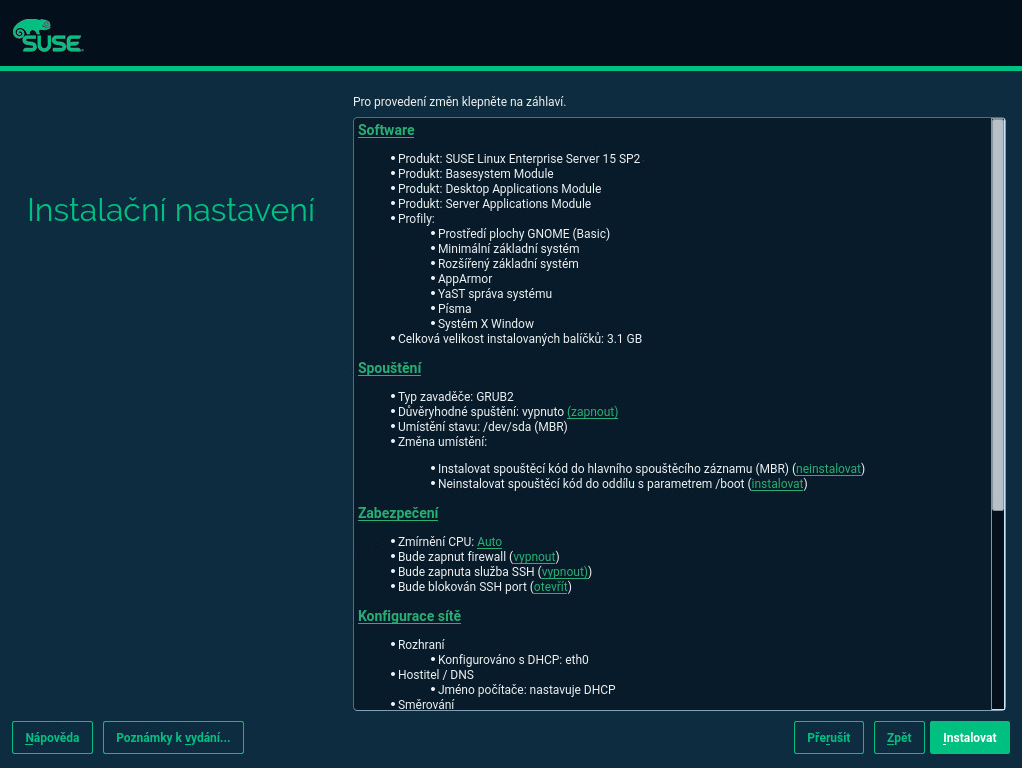 SUSE
Pro provedení změn klepněte na záhlaví.
Instalační nastavení
Software
• Produkt: SUSE Linux Enterprise Server 15 SP2
• Produkt: Basesystem Module
• Produkt: Desktop Applications Module
• Produkt: Server Applications Module
• Profily:
• Prostředí plochy GNOME (Basic)
• Minimální základní systém
• Rozšířený základní systém
• AppArmor
• YaST správa systému
• Písma
• Systém X Window
• Celková velikost instalovaných balíčků: 3.1 GB
Spouštění
• Typ zavaděče: GRUB2
• Důvěryhodné spuštění: vypnuto (zapnout)
• Umístění stavu: /dev/sda (MBR)
• Změna umístění:
• Instalovat spouštěcí kód do hlavního spouštěcího záznamu (MBR) (neinstalovat)
• Neinstalovat spouštěcí kód do oddílu s parametrem /boot (instalovat)
Zabezpečení
• Zmírnění CPU: Auto
• Bude zapnut firewall (vypnout)
• Bude zapnuta služba SSH (vypnout))
• Bude blokován SSH port (otevřít)
Konfigurace sítě
• Rozhraní
• Konfigurováno s DHCP: eth0
• Hostitel / DNS
• Jméno počítače: nastavuje DHCP
• Směrování
Nápověda Poznámky k vydání... Přerušit Zpět Instalovat